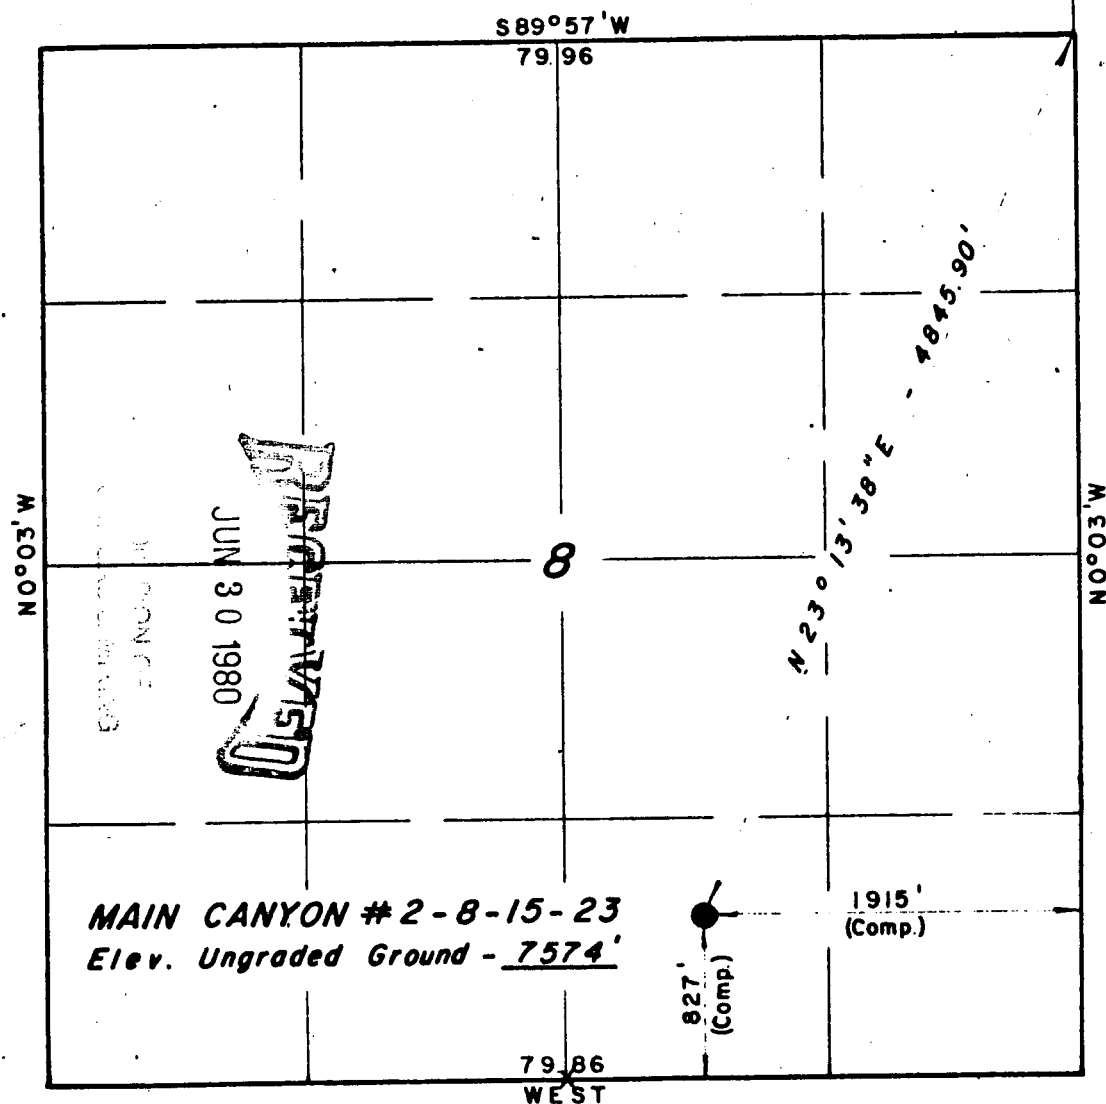 S89°57'W
79.96
N 23° 13' 38" E - 4845.90'
N0°03'W
N0°03'W
RECEIVED
JUN 30 1980
8
MAIN CANYON # 2-8-15-23
Elev. Ungraded Ground - 7574'
1915'
(Comp.)
827'
(Comp.)
79.86
WEST